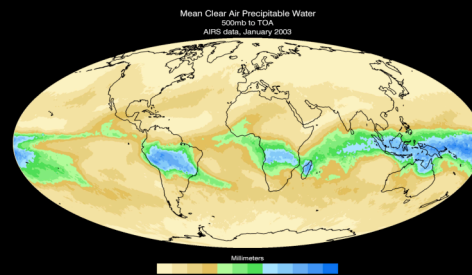 Mean Clear Air Precipitable Water
500mb to TOA
AIRS data, January 2003
Millimeters